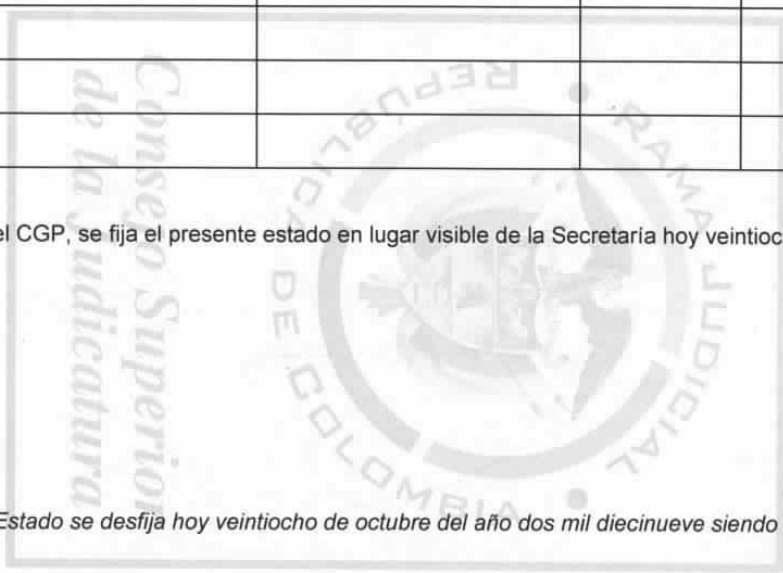 el CGP, se fija el presente estado en lugar visible de la Secretaría hoy veintioc
Estado se desfija hoy veintiocho de octubre del año dos mil diecinueve siendo
Consejo Superior
de la Judicatura
REPÚBLICA DE COLOMBIA
RAMA JUDICIAL